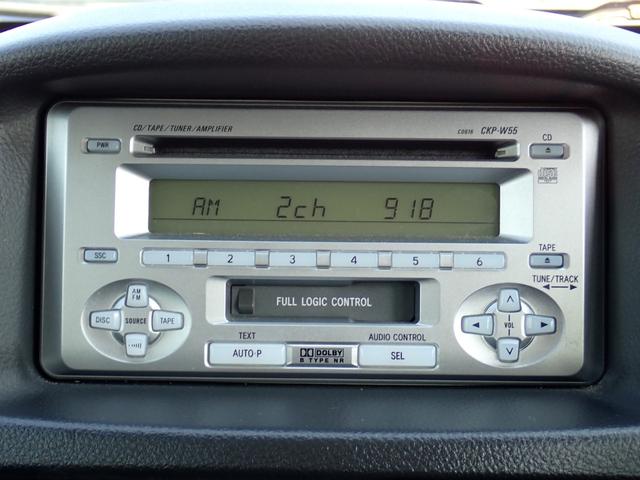 CD/TAPE/TUNER/AMPLIFIER
C0816 CKP-W55
PWR
CD
AM 2ch 918
SSC
1 2 3 4 5 6
TAPE
TUNE/TRACK
FULL LOGIC CONTROL
AM FM
DISC SOURCE TAPE
VOL
TEXT
AUDIO CONTROL
AUTO·P
DOLBY
B TYPE NR
SEL